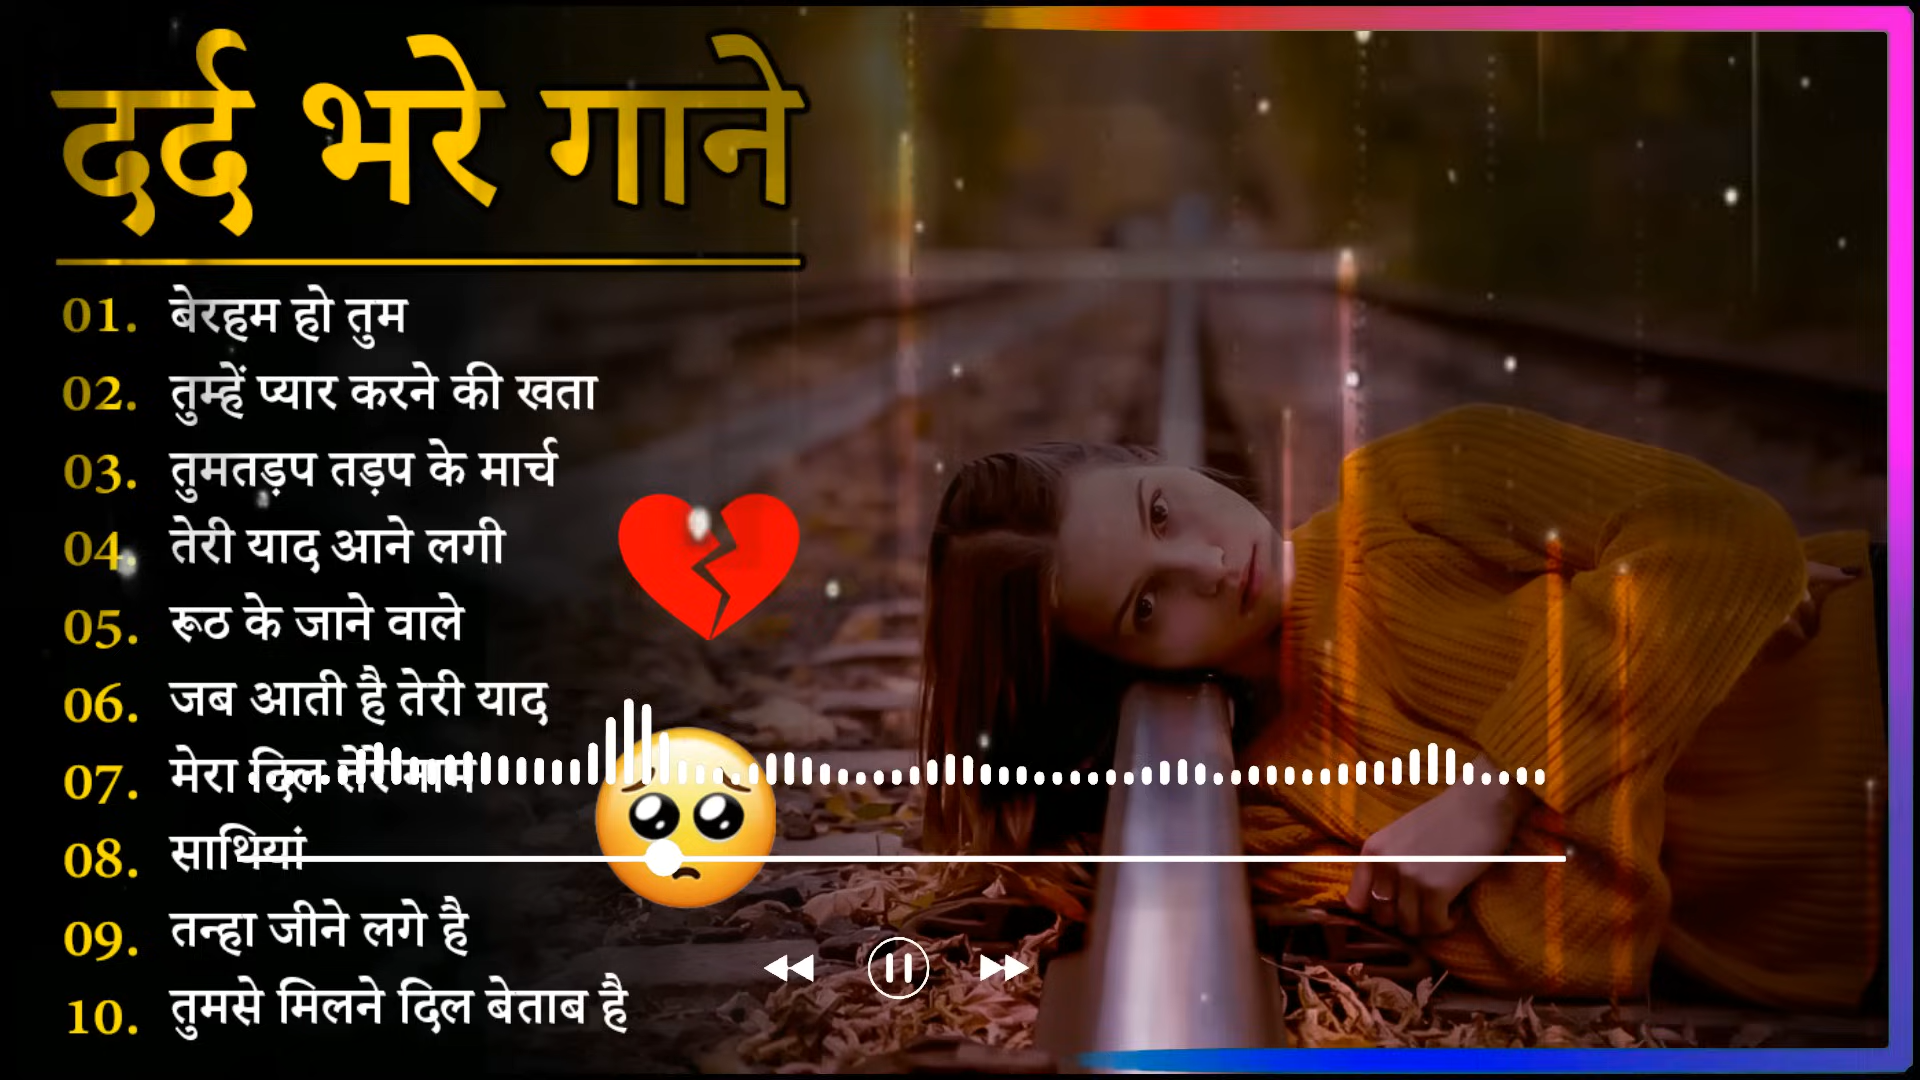 दर्द भरे गाने
01. बेरहम हो तुम
02. तुम्हें प्यार करने की खता
03. तुमतड़प तड़प के मार्च
04. तेरी याद आने लगी
05. रूठ के जाने वाले
06. जब आती है तेरी याद
07. मेरा दिल तेरे नाम
08. साथियां
09. तन्हा जीने लगे है
10. तुमसे मिलने दिल बेताब है